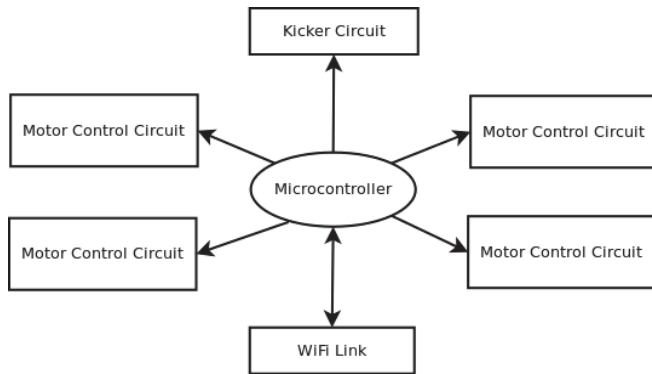 Kicker Circuit
Motor Control Circuit
Motor Control Circuit
Microcontroller
Motor Control Circuit
Motor Control Circuit
WiFi Link